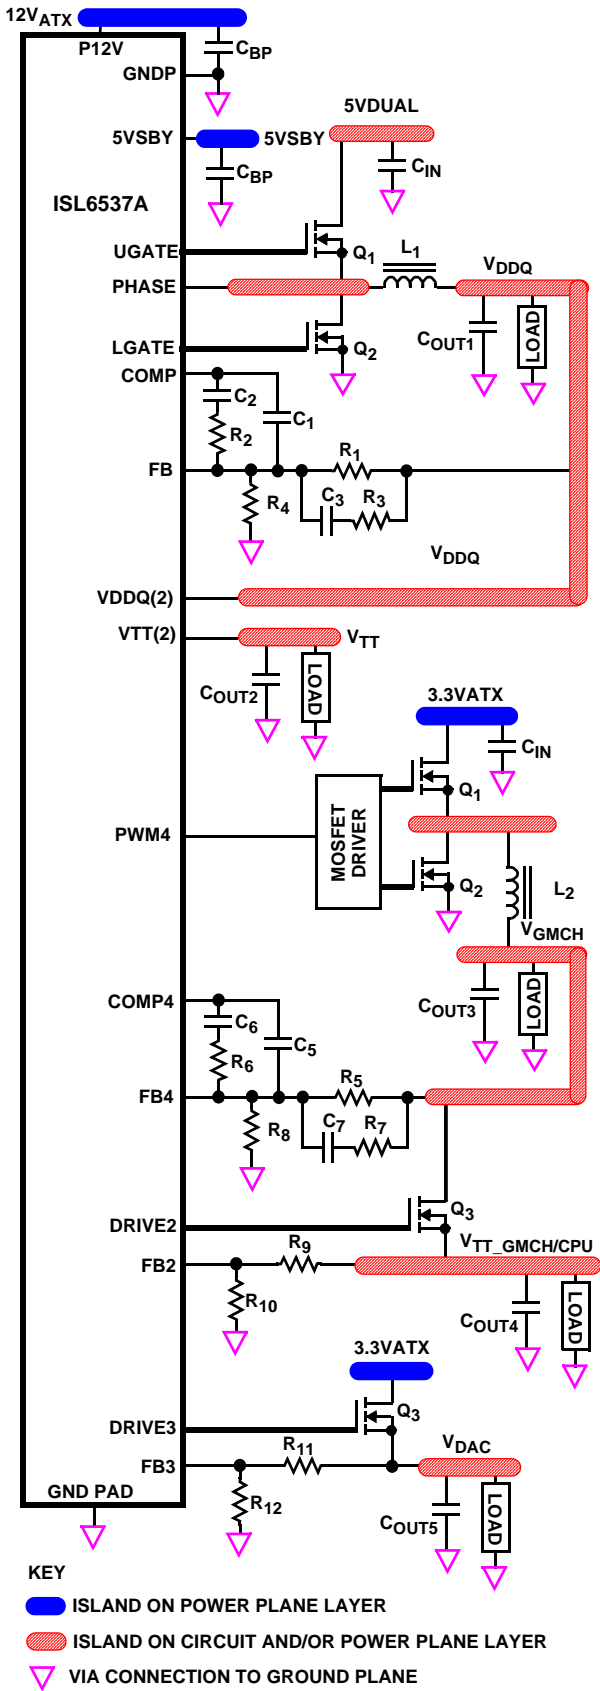 12VATX
P12V
CBP
GNDP
5VDUAL
5VSBY
5VSBY
CBP
CIN
ISL6537A
UGATE
Q1
L1
VDDQ
PHASE
LGATE
Q2
COUT1
LOAD
COMP
C2
C1
R2
R1
FB
C3
R3
R4
VDDQ
VDDQ(2)
VTT(2)
VTT
COUT2
LOAD
3.3VATX
CIN
Q1
PWM4
MOSFET
DRIVER
Q2
L2
VGMCH
COUT3
LOAD
COMP4
C6
C5
R6
R5
FB4
C7
R7
R8
Q3
DRIVE2
VTT_GMCH/CPU
R9
FB2
R10
COUT4
LOAD
3.3VATX
Q3
DRIVE3
R11
VDAC
FB3
GND PAD
R12
COUT5
LOAD
KEY
ISLAND ON POWER PLANE LAYER
ISLAND ON CIRCUIT AND/OR POWER PLANE LAYER
VIA CONNECTION TO GROUND PLANE